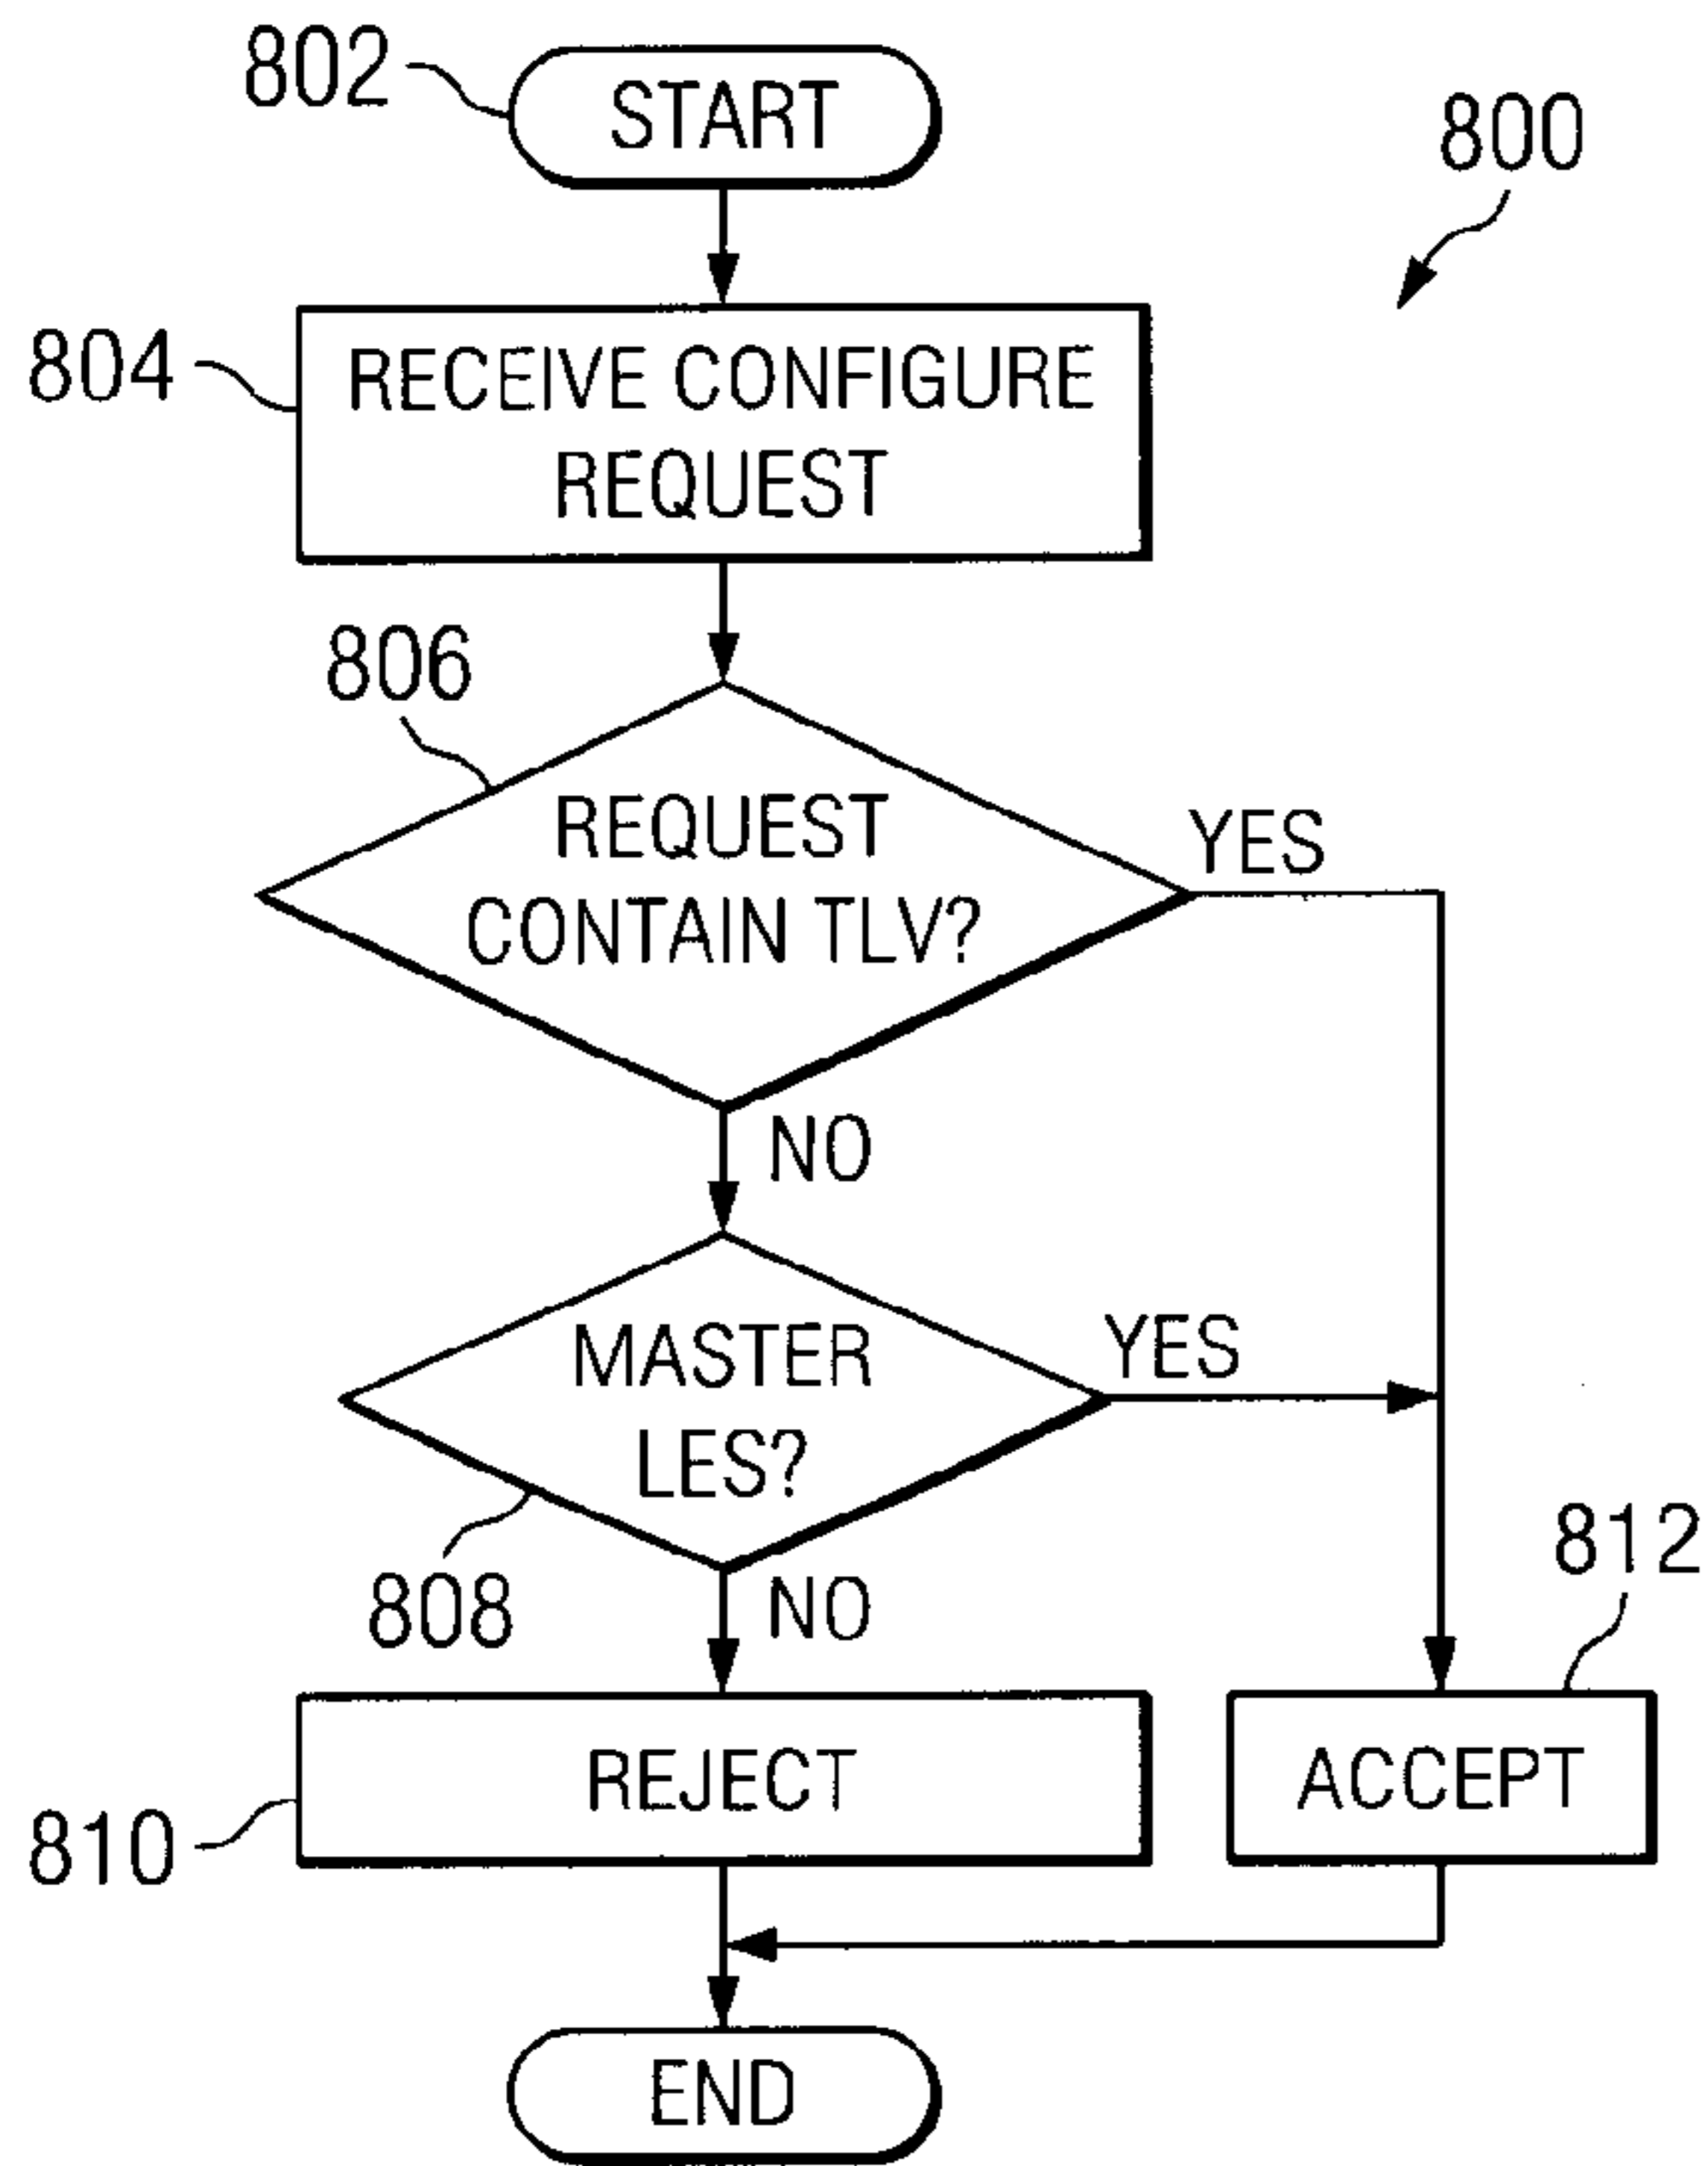 802
START
800
804
RECEIVE CONFIGURE
REQUEST
806
REQUEST
CONTAIN TLV?
YES
NO
MASTER
LES?
YES
808
NO
812
REJECT
ACCEPT
810
END